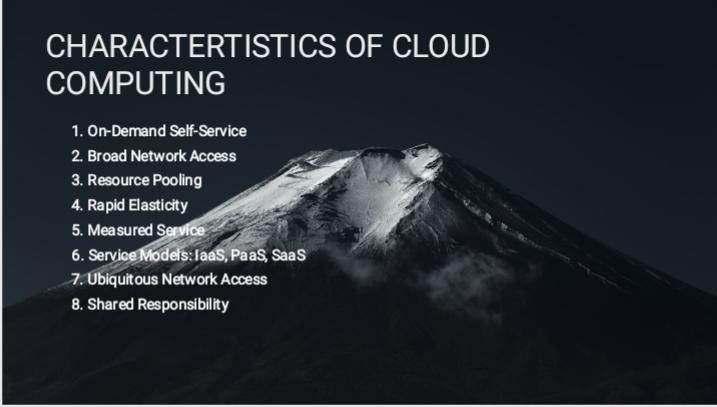 CHARACTERTISTICS OF CLOUD
COMPUTING
1. On-Demand Self-Service
2. Broad Network Access
3. Resource Pooling
4. Rapid Elasticity
5. Measured Service
6. Service Models: IaaS, PaaS, SaaS
7. Ubiquitous Network Access
8. Shared Responsibility